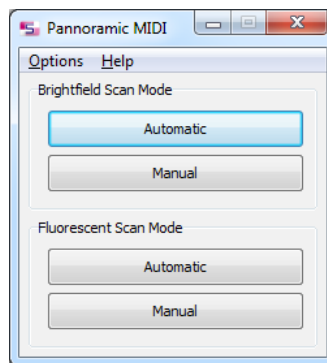 Pannoramic MIDI
Options Help
Brightfield Scan Mode
Automatic
Manual
Fluorescent Scan Mode
Automatic
Manual